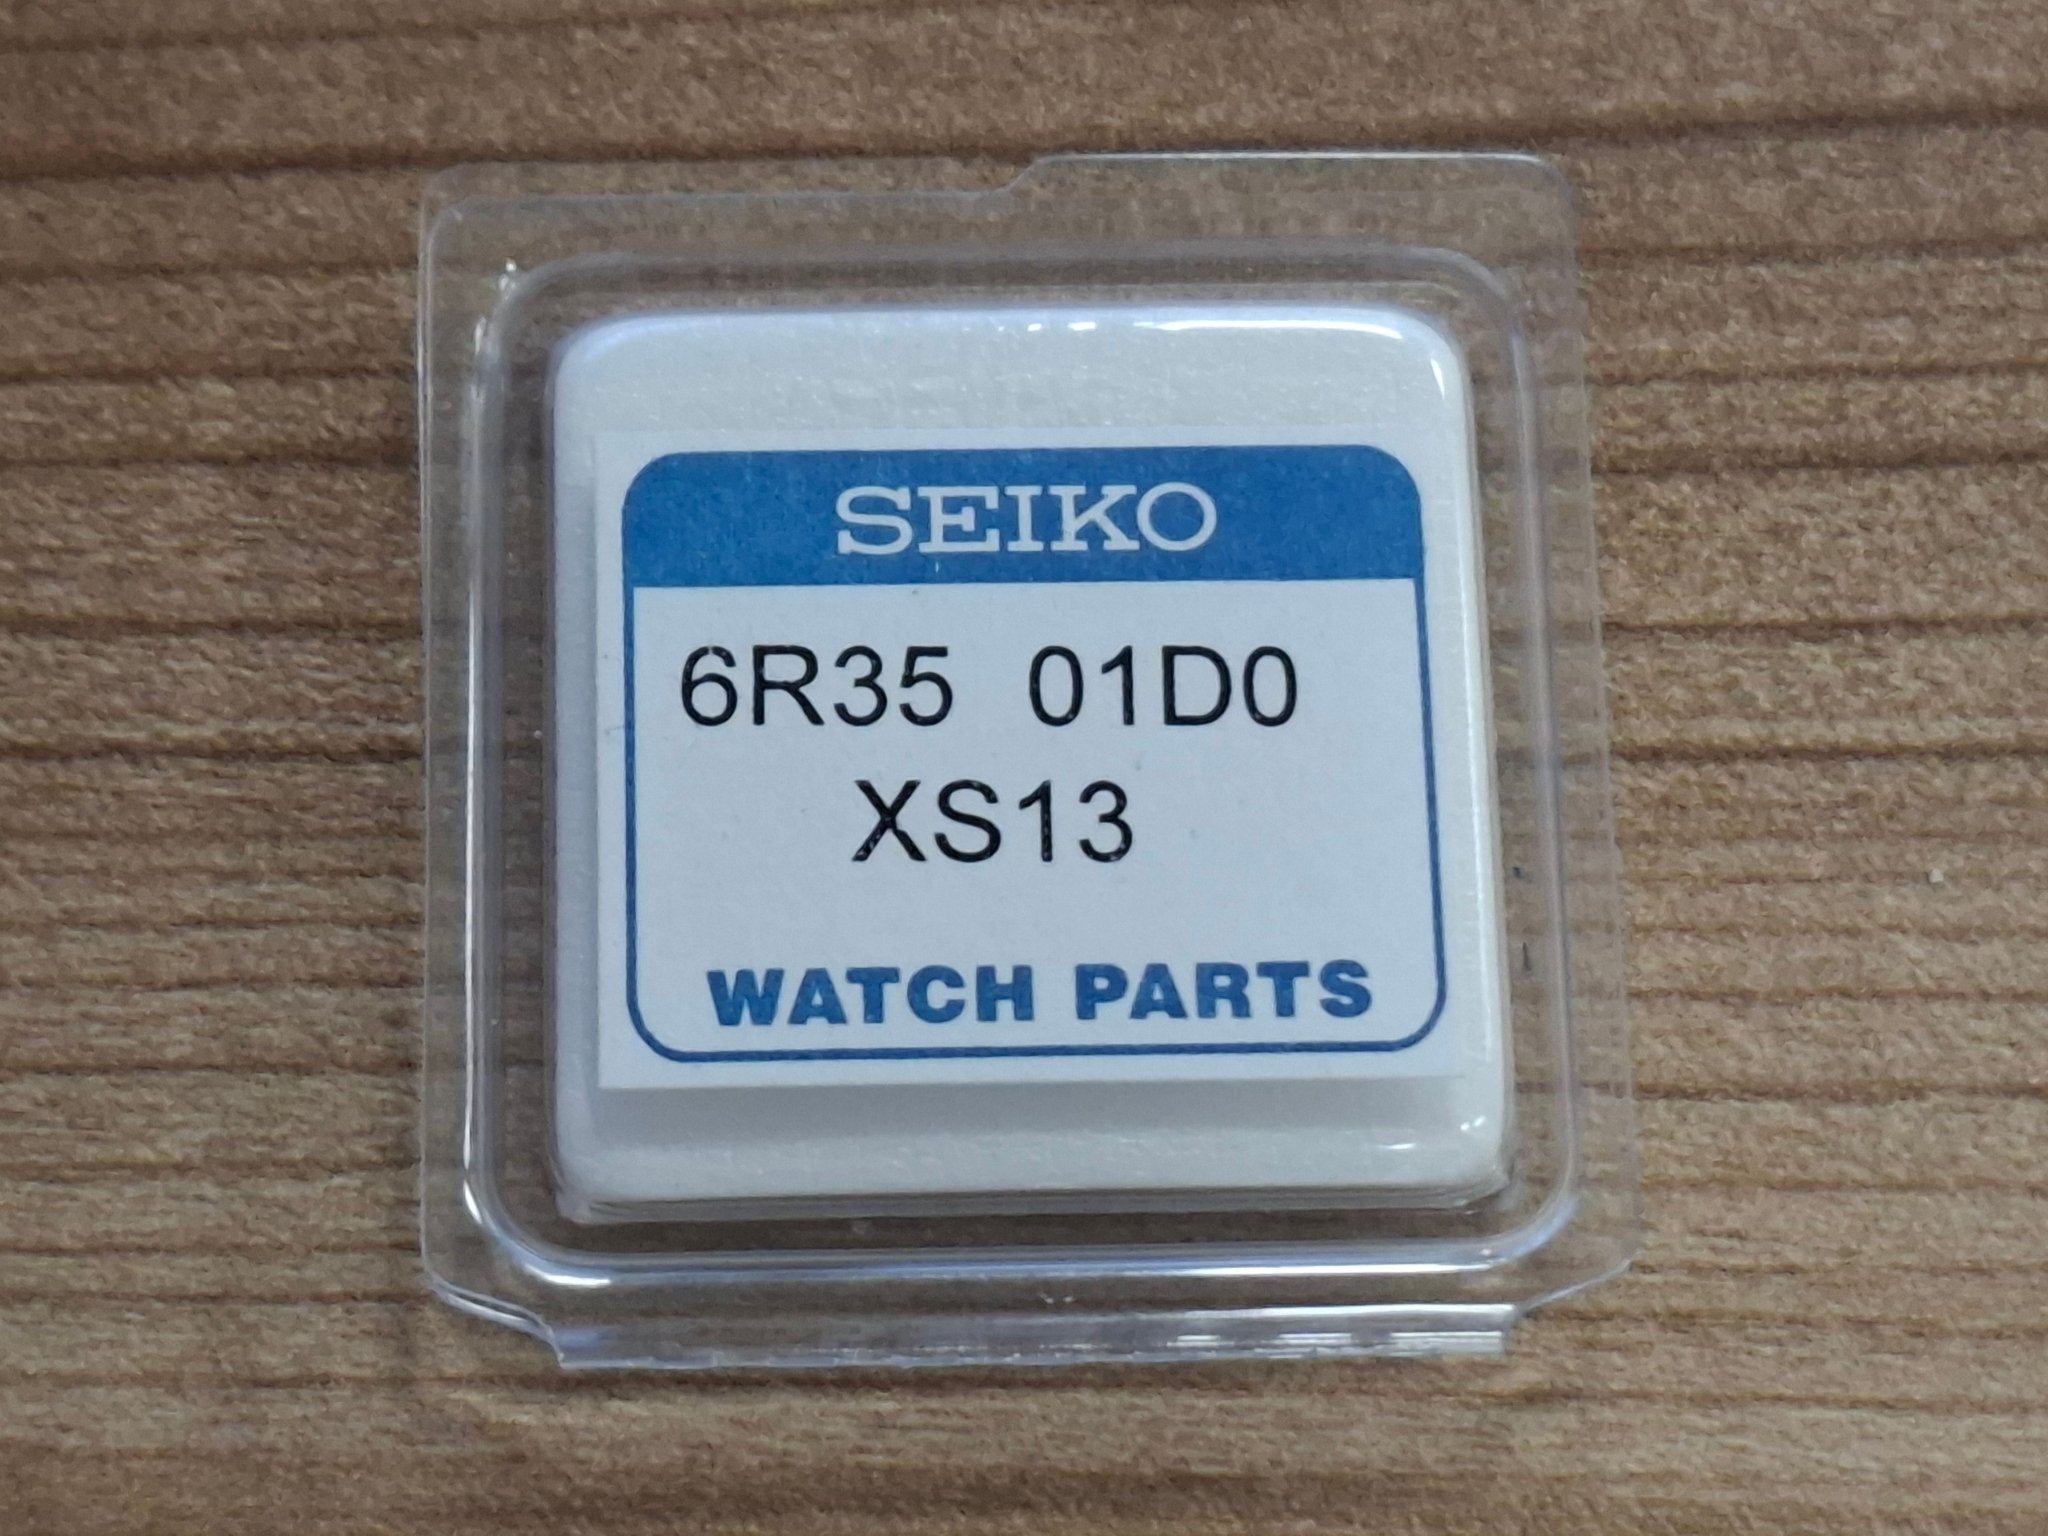 SEIKO
6R35 01D0
XS13
WATCH PARTS